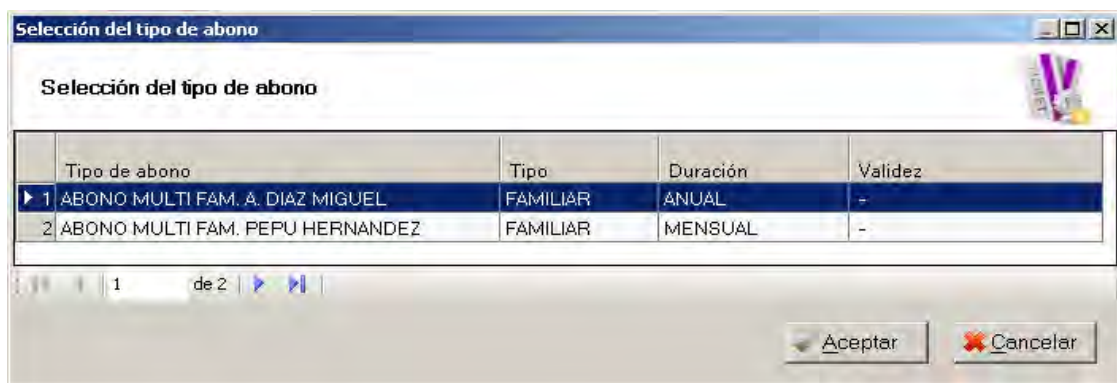 Selección del tipo de abono
Selección del tipo de abono
TICKET
Tipo de abono Tipo Duración Validez
1 ABONO MULTI FAM. A. DIAZ MIGUEL FAMILIAR ANUAL -
2 ABONO MULTI FAM. PEPU HERNANDEZ FAMILIAR MENSUAL -
1 de 2
Aceptar Cancelar